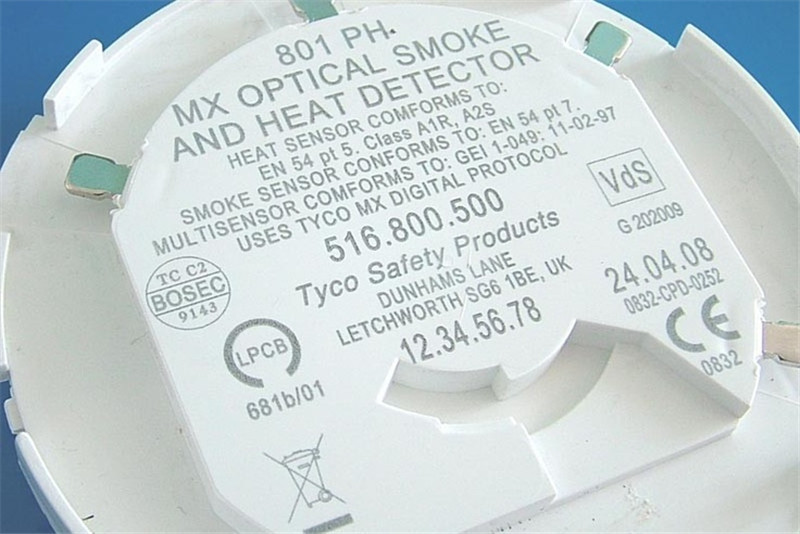 801 PH.
MX OPTICAL SMOKE
AND HEAT DETECTOR
HEAT SENSOR COMFORMS TO:
EN 54 pt 5. Class A1R, A2S
SMOKE SENSOR CONFORMS TO: EN 54 pt 7.
MULTISENSOR COMFORMS TO: GEI 1-049: 11-02-97
USES TYCO MX DIGITAL PROTOCOL
516.800.500
Tyco Safety Products
DUNHAMS LANE
LETCHWORTH SG6 1BE, UK
12.34.56.78
VdS
G 202009
24.04.08
0832-CPD-0252
CE
0832
TC C2
BOSEC
9143
LPCB
681b/01